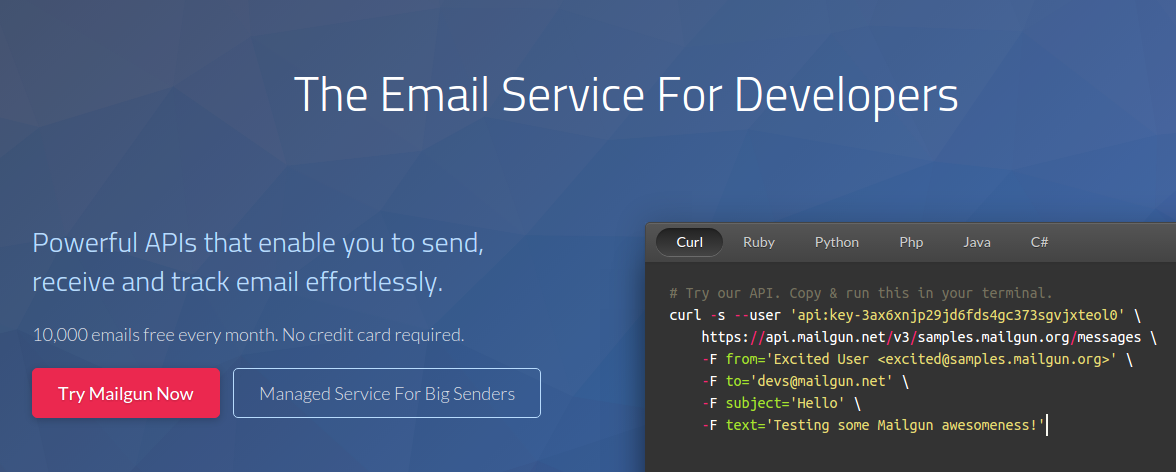 The Email Service For Developers
Powerful APIs that enable you to send,
receive and track email effortlessly.
10,000 emails free every month. No credit card required.
Try Mailgun Now
Managed Service For Big Senders
Curl Ruby Python Php Java C#
# Try our API. Copy & run this in your terminal.
curl -s --user 'api:key-3ax6xnjp29jd6fds4gc373sgvjxteol0' \
https://api.mailgun.net/v3/samples.mailgun.org/messages \
-F from='Excited User <excited@samples.mailgun.org>' \
-F to='devs@mailgun.net' \
-F subject='Hello' \
-F text='Testing some Mailgun awesomeness!'